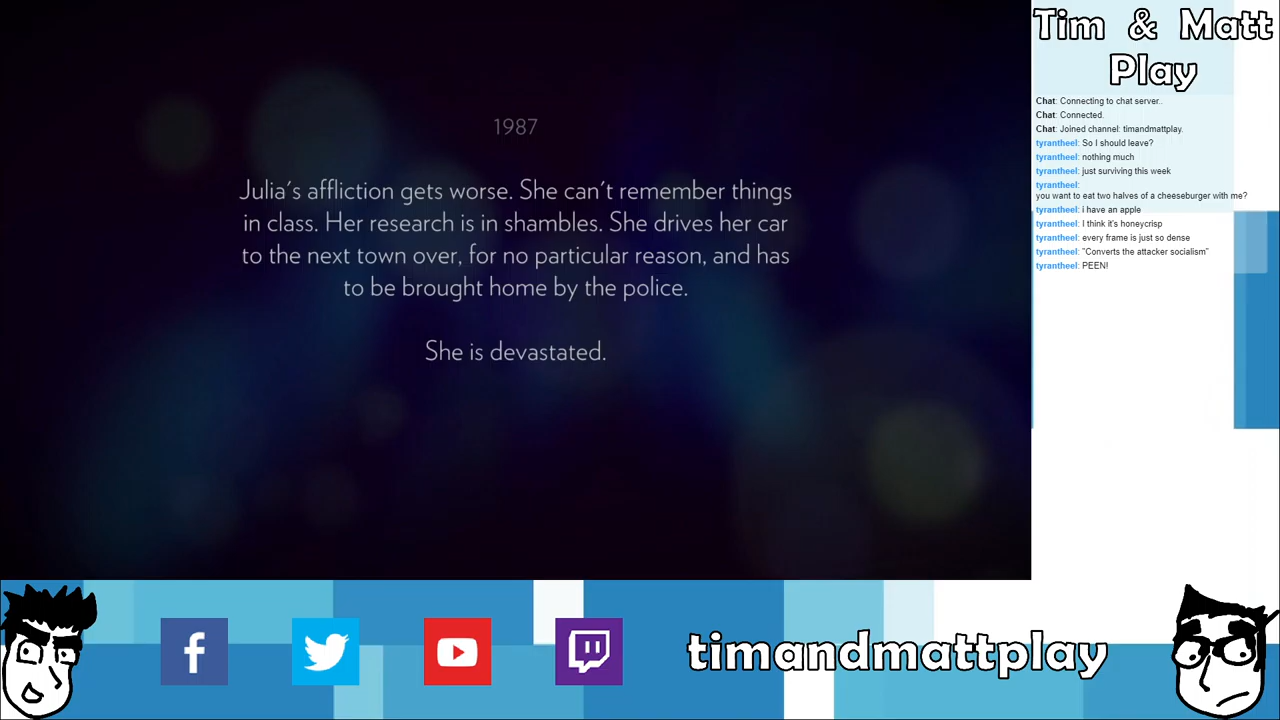 1987
Julia's affliction gets worse. She can't remember things
in class. Her research is in shambles. She drives her car
to the next town over, for no particular reason, and has
to be brought home by the police.
She is devastated.
Tim & Matt
Play
Chat: Connecting to chat server..
Chat: Connected.
Chat: Joined channel: timandmattplay.
tyrantheel: So I should leave?
tyrantheel: nothing much
tyrantheel: just surviving this week
tyrantheel:
you want to eat two halves of a cheeseburger with me?
tyrantheel: i have an apple
tyrantheel: I think it's honeycrisp
tyrantheel: every frame is just so dense
tyrantheel: "Converts the attacker socialism"
tyrantheel: PEEN!
timandmattplay